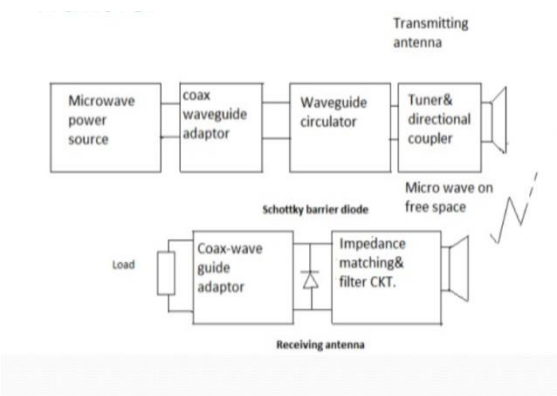 Transmitting
antenna
Microwave
power
source
coax
waveguide
adaptor
Waveguide
circulator
Tuner&
directional
coupler
Micro wave on
free space
Schottky barrier diode
Load
Coax-wave
guide
adaptor
Impedance
matching&
filter CKT.
Receiving antenna